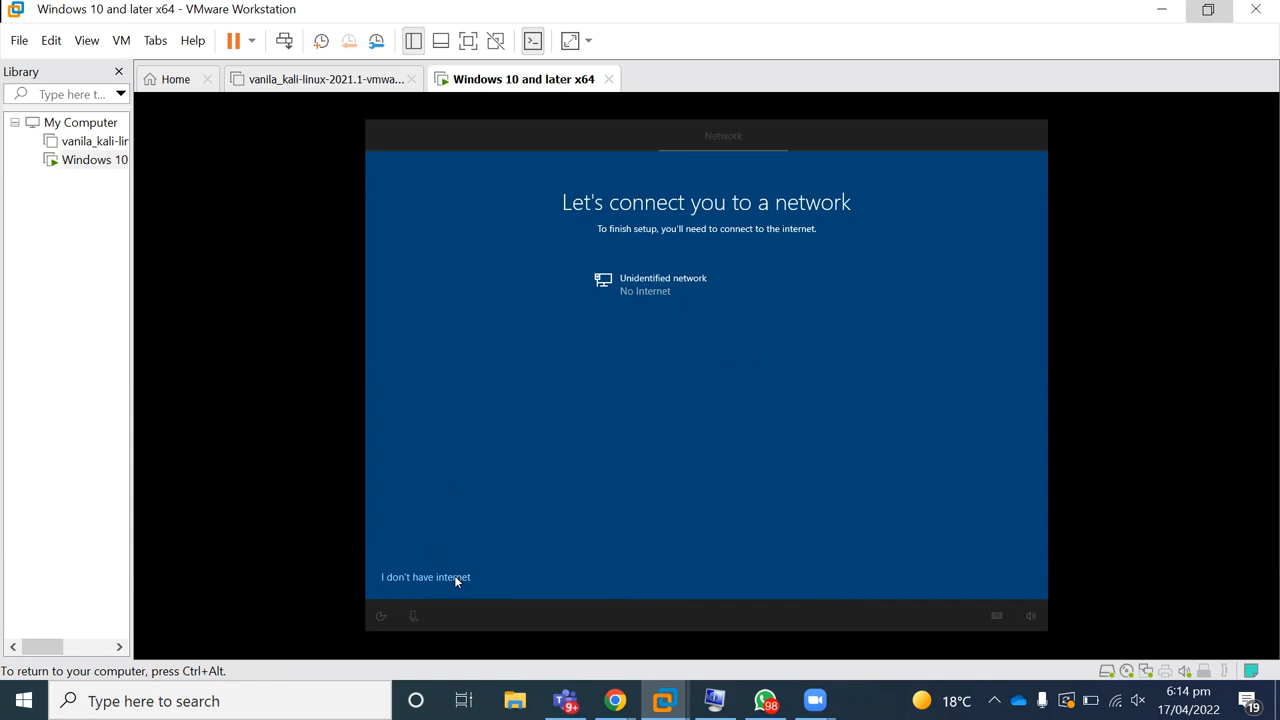 Windows 10 and later x64 - VMware Workstation
File Edit View VM Tabs Help
Library
Type here t...
My Computer
vanila_kali-lir
Windows 10
Home
vanila_kali-linux-2021.1-vmwa...
Windows 10 and later x64
Network
Let's connect you to a network
To finish setup, you'll need to connect to the internet.
Unidentified network
No Internet
I don't have internet
To return to your computer, press Ctrl+Alt.
Type here to search
9+
98
18°C
6:14 pm
17/04/2022
19